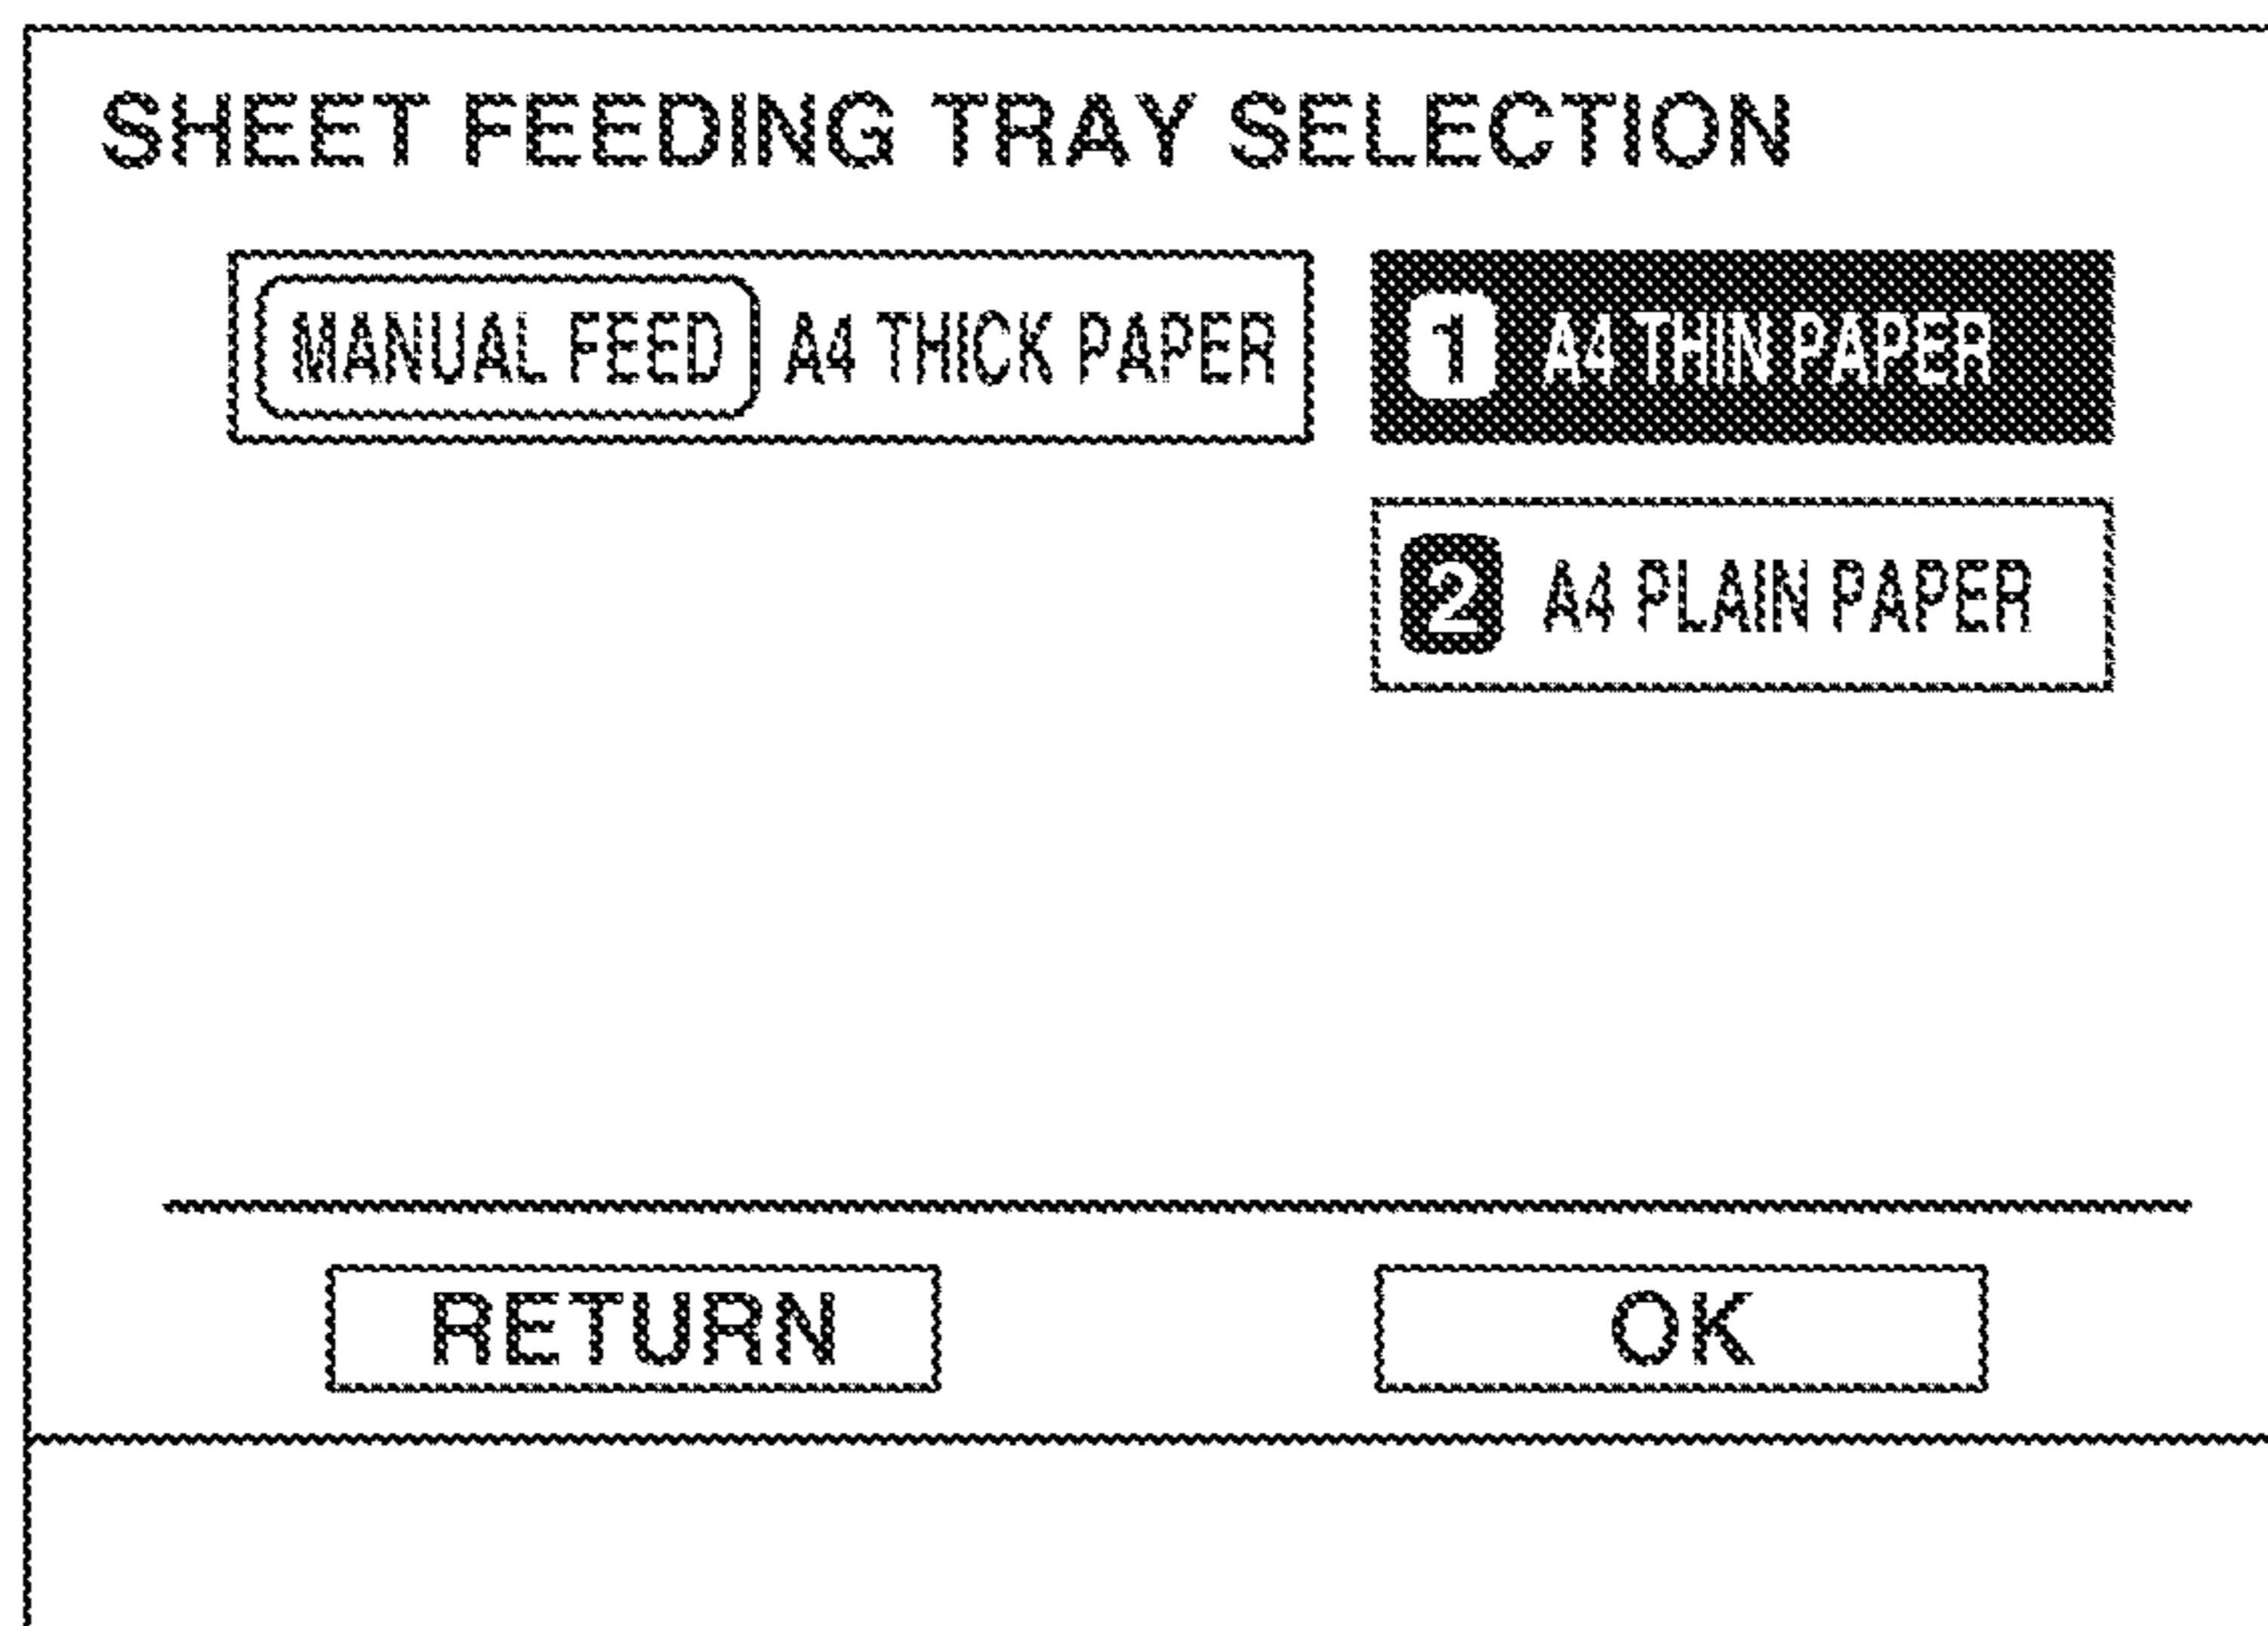 SHEET FEEDING TRAY SELECTION
MANUAL FEED A4 THICK PAPER
1 A4 THIN PAPER
2 A4 PLAIN PAPER
RETURN
OK